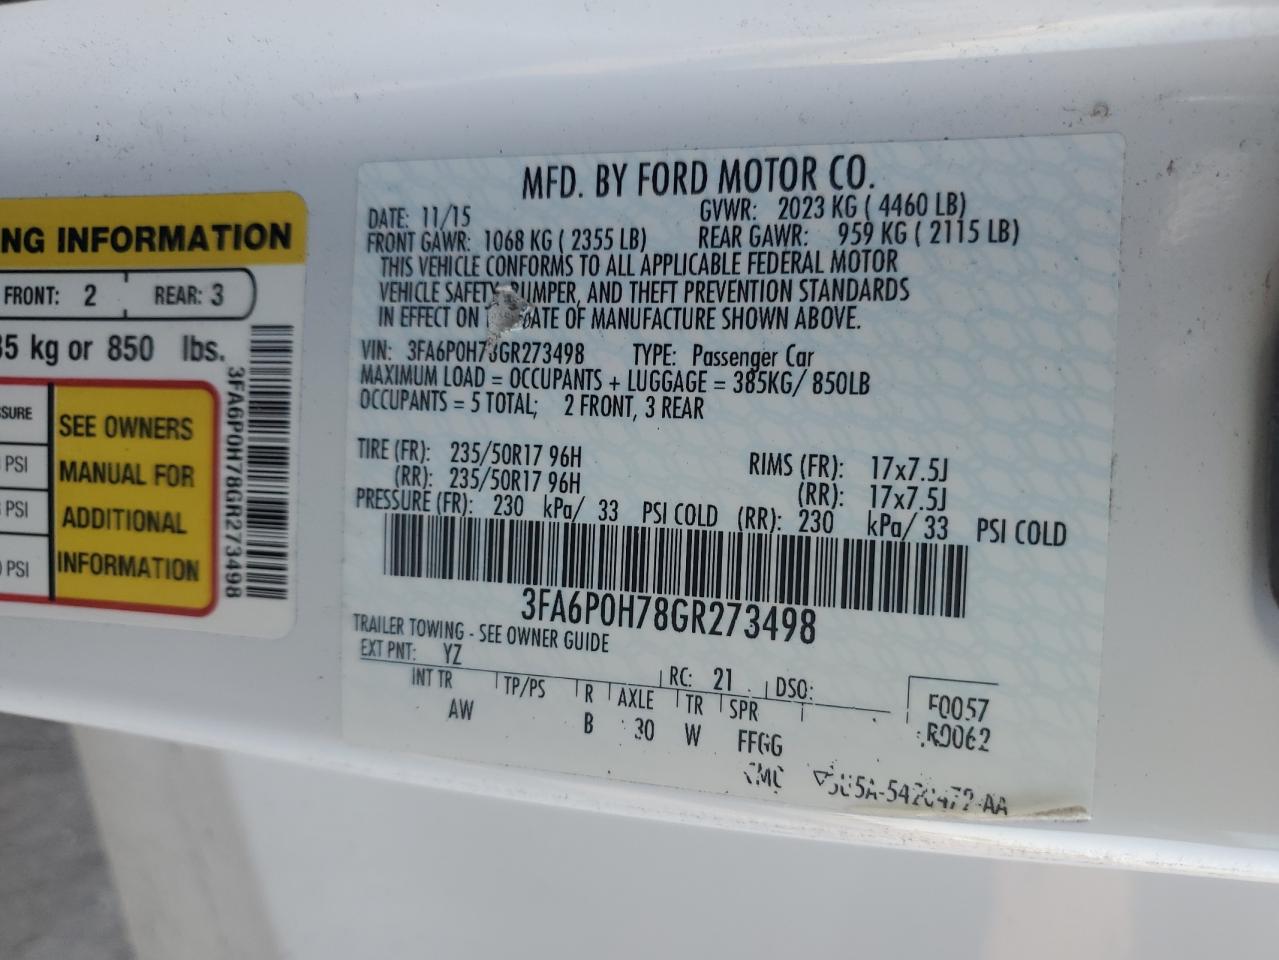 NG INFORMATION
FRONT: 2 REAR: 3
35 kg or 850 lbs.
SSURE
PSI
PSI
PSI
SEE OWNERS
MANUAL FOR
ADDITIONAL
INFORMATION
3FA6P0H78GR273498
MFD. BY FORD MOTOR CO.
DATE: 11/15 GVWR: 2023 KG ( 4460 LB)
FRONT GAWR: 1068 KG ( 2355 LB) REAR GAWR: 959 KG ( 2115 LB)
THIS VEHICLE CONFORMS TO ALL APPLICABLE FEDERAL MOTOR
VEHICLE SAFETY, BUMPER, AND THEFT PREVENTION STANDARDS
IN EFFECT ON DATE OF MANUFACTURE SHOWN ABOVE.
VIN: 3FA6P0H78GR273498 TYPE: Passenger Car
MAXIMUM LOAD = OCCUPANTS + LUGGAGE = 385KG/ 850LB
OCCUPANTS = 5 TOTAL; 2 FRONT, 3 REAR
TIRE (FR): 235/50R17 96H RIMS (FR): 17x7.5J
(RR): 235/50R17 96H (RR): 17x7.5J
PRESSURE (FR): 230 kPa/ 33 PSI COLD (RR): 230 kPa/ 33 PSI COLD
3FA6P0H78GR273498
TRAILER TOWING - SEE OWNER GUIDE
EXT PNT: YZ RC: 21 DSO:
INT TR TP/PS R AXLE TR SPR F0057
AW B 30 W FFGG R0062